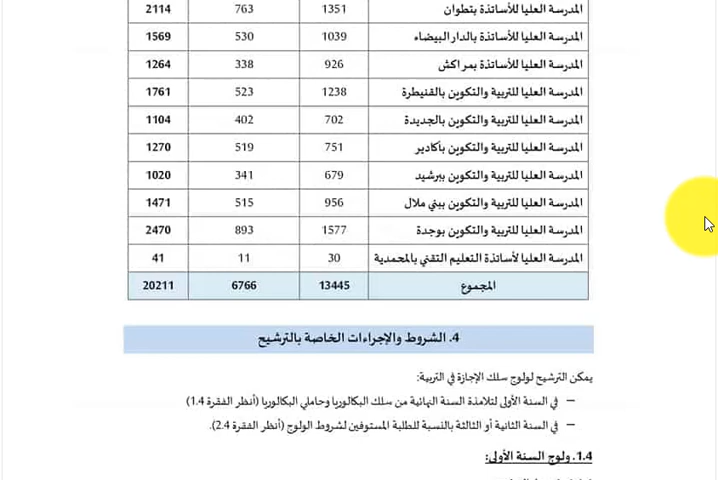 المدرسة العليا للأساتذة بتطوان 1351 763 2114
المدرسة العليا للأساتذة بالدار البيضاء 1039 530 1569
المدرسة العليا للأساتذة بمراكش 926 338 1264
المدرسة العليا للتربية والتكوين بالقنيطرة 1238 523 1761
المدرسة العليا للتربية والتكوين بالجديدة 702 402 1104
المدرسة العليا للتربية والتكوين بأكادير 751 519 1270
المدرسة العليا للتربية والتكوين ببرشيد 679 341 1020
المدرسة العليا للتربية والتكوين ببني ملال 956 515 1471
المدرسة العليا للتربية والتكوين بوجدة 1577 893 2470
المدرسة العليا لأساتذة التعليم التقني بالمحمدية 30 11 41
المجموع 13445 6766 20211
4. الشروط والإجراءات الخاصة بالترشيح
يمكن الترشيح لولوج سلك الإجازة في التربية:
– في السنة الأولى لتلامذة السنة النهائية من سلك البكالوريا وحاملي البكالوريا (أنظر الفقرة 1.4)
– في السنة الثانية أو الثالثة بالنسبة للطلبة المستوفين لشروط الولوج (أنظر الفقرة 2.4).
1.4. ولوج السنة الأولى: